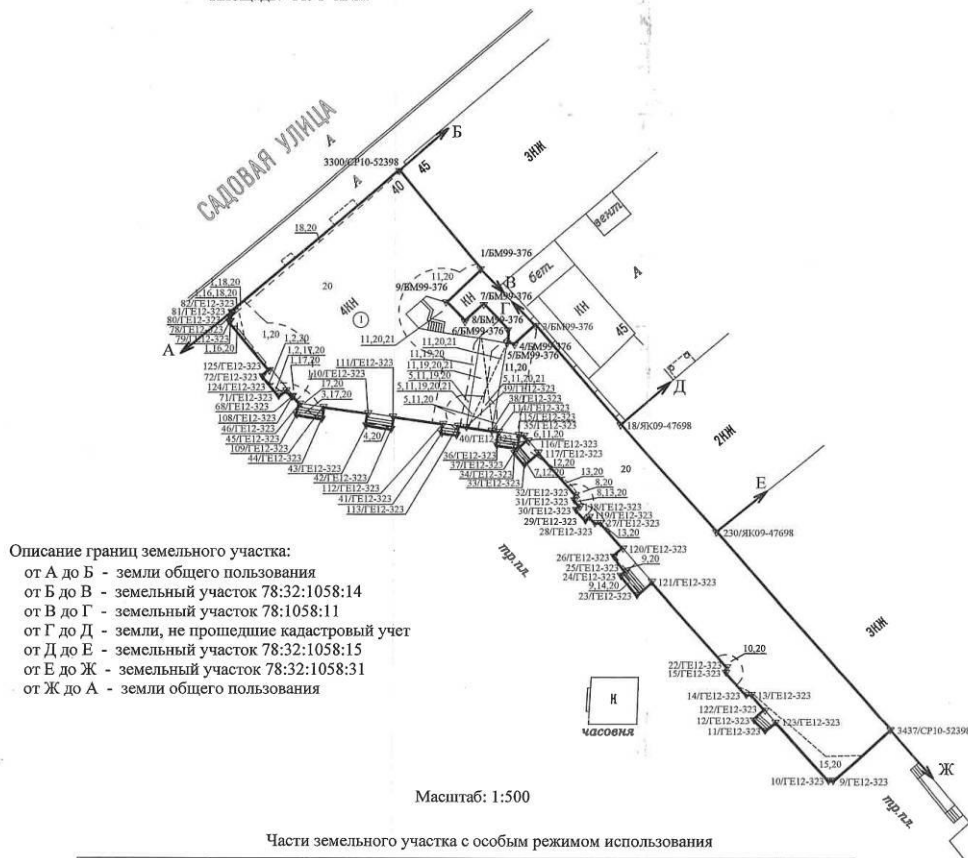 Б
САДОВАЯ УЛИЦА
А
А
3300/СР10-52398
40
45
3КЖ
18,20
1/БМ99-376
11,20
вент.
9/БМ99-376
В
бет.
А
20
4КН
1
КН
7/БМ99-376
Г
КН
45
1,18,20
1,16,18,20
82/ГЕ12-323
81/ГЕ12-323
80/ГЕ12-323
78/ГЕ12-323
79/ГЕ12-323
1,16,20
А
8/БМ99-376
3/БМ99-376
6/БМ99-376
4/БМ99-376
5/БМ99-376
11,20,21
11,20,21
11,19,20
11,19,20,21
5,11,19,20
5,11,19,20,21
5,11,20
11,20
5,11,20,21
39/ГЕ12-323
38/ГЕ12-323
114/ГЕ12-323
115/ГЕ12-323
35/ГЕ12-323
6,11,20
116/ГЕ12-323
117/ГЕ12-323
1,20
1,2,20
1,2,17,20
1,17,20
110/ГЕ12-323
111/ГЕ12-323
17,20
3,17,20
125/ГЕ12-323
72/ГЕ12-323
124/ГЕ12-323
71/ГЕ12-323
68/ГЕ12-323
108/ГЕ12-323
46/ГЕ12-323
45/ГЕ12-323
109/ГЕ12-323
44/ГЕ12-323
43/ГЕ12-323
4,20
42/ГЕ12-323
112/ГЕ12-323
41/ГЕ12-323
113/ГЕ12-323
40/ГЕ12-323
36/ГЕ12-323
37/ГЕ12-323
34/ГЕ12-323
33/ГЕ12-323
12,20
7,12,20
13,20
20
8,20
8,13,20
Д
18/ЯК09-47698
2КЖ
Е
230/ЯК09-47698
32/ГЕ12-323
31/ГЕ12-323
30/ГЕ12-323
118/ГЕ12-323
29/ГЕ12-323
119/ГЕ12-323
28/ГЕ12-323
27/ГЕ12-323
13,20
тр.пл.
120/ГЕ12-323
26/ГЕ12-323
9,20
25/ГЕ12-323
24/ГЕ12-323
9,14,20
23/ГЕ12-323
121/ГЕ12-323
3КЖ
Описание границ земельного участка:
от А до Б - земли общего пользования
от Б до В - земельный участок 78:32:1058:14
от В до Г - земельный участок 78:1058:11
от Г до Д - земли, не прошедшие кадастровый учет
от Д до Е - земельный участок 78:32:1058:15
от Е до Ж - земельный участок 78:32:1058:31
от Ж до А - земли общего пользования
10,20
22/ГЕ12-323
15/ГЕ12-323
14/ГЕ12-323
13/ГЕ12-323
122/ГЕ12-323
12/ГЕ12-323
123/ГЕ12-323
11/ГЕ12-323
К
часовня
3437/СР10-52398
15,20
10/ГЕ12-323
9/ГЕ12-323
Ж
тр.пл.
Масштаб: 1:500
Части земельного участка с особым режимом использования